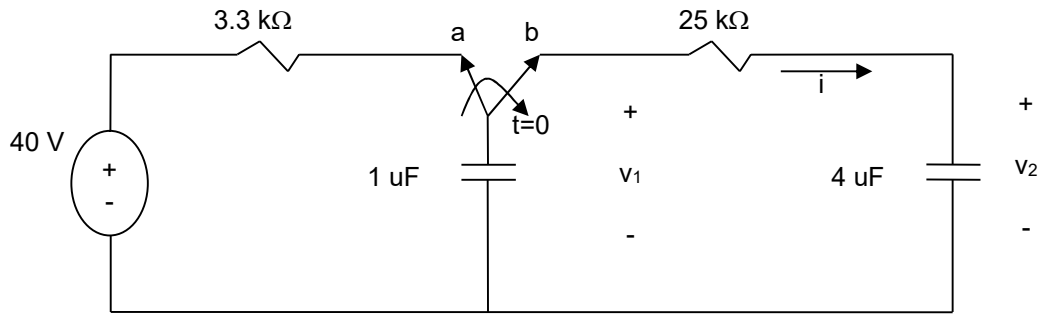 3.3 kΩ
a
b
25 kΩ
i
t=0
+
+
40 V
+
-
1 uF
v₁
4 uF
v₂
-
-